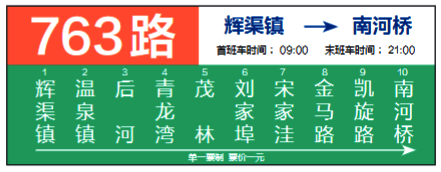 763路
辉渠镇 → 南河桥
首班车时间： 09:00 末班车时间：21:00
1 2 3 4 5 6 7 8 9 10
辉渠镇 温泉镇 后河 青龙湾 茂林 刘家埠 宋家洼 金马路 凯旋路 南河桥
单一票制 票价一元